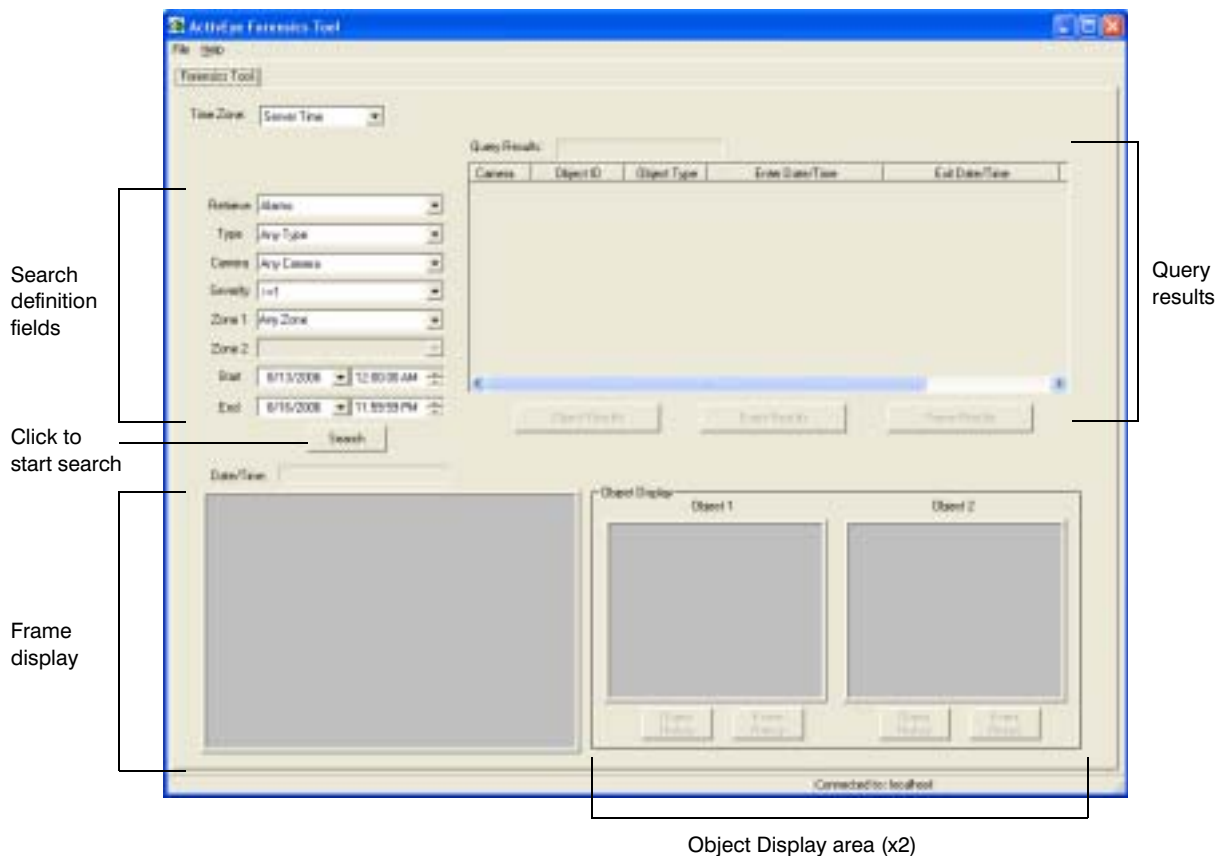 ActivEye Forensics Tool
File Help
Forensics Tool
Time Zone: Server Time
Query Results:
Camera Object ID Object Type Enter Date/Time Exit Date/Time
Retrieve Alarms
Type Any Type
Camera Any Camera
Severity >=1
Zone 1 Any Zone
Zone 2
Start 12:00:00 AM
End 11:59:59 PM
Search
Date/Time:
Object Display
Object 1 Object 2
Connected to: localhost
Search
definition
fields
Click to
start search
Frame
display
Query
results
Object Display area (x2)